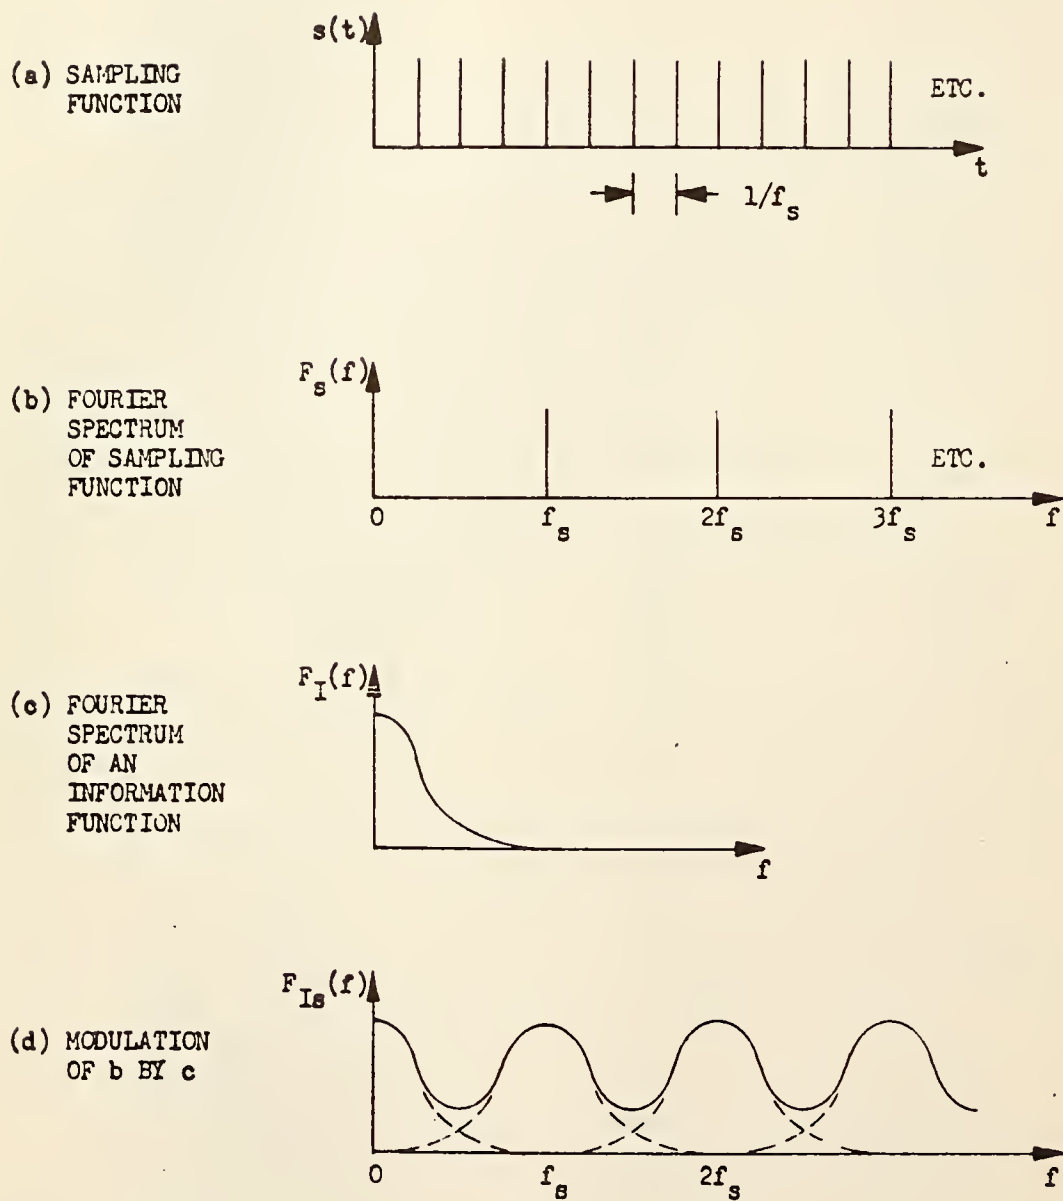 s(t)
(a) SAMPLING
FUNCTION
ETC.
t
1/f_s
F_s(f)
(b) FOURIER
SPECTRUM
OF SAMPLING
FUNCTION
ETC.
0 f_s 2f_s 3f_s f
F_I(f)
(c) FOURIER
SPECTRUM
OF AN
INFORMATION
FUNCTION
f
F_Is(f)
(d) MODULATION
OF b BY c
0 f_s 2f_s f